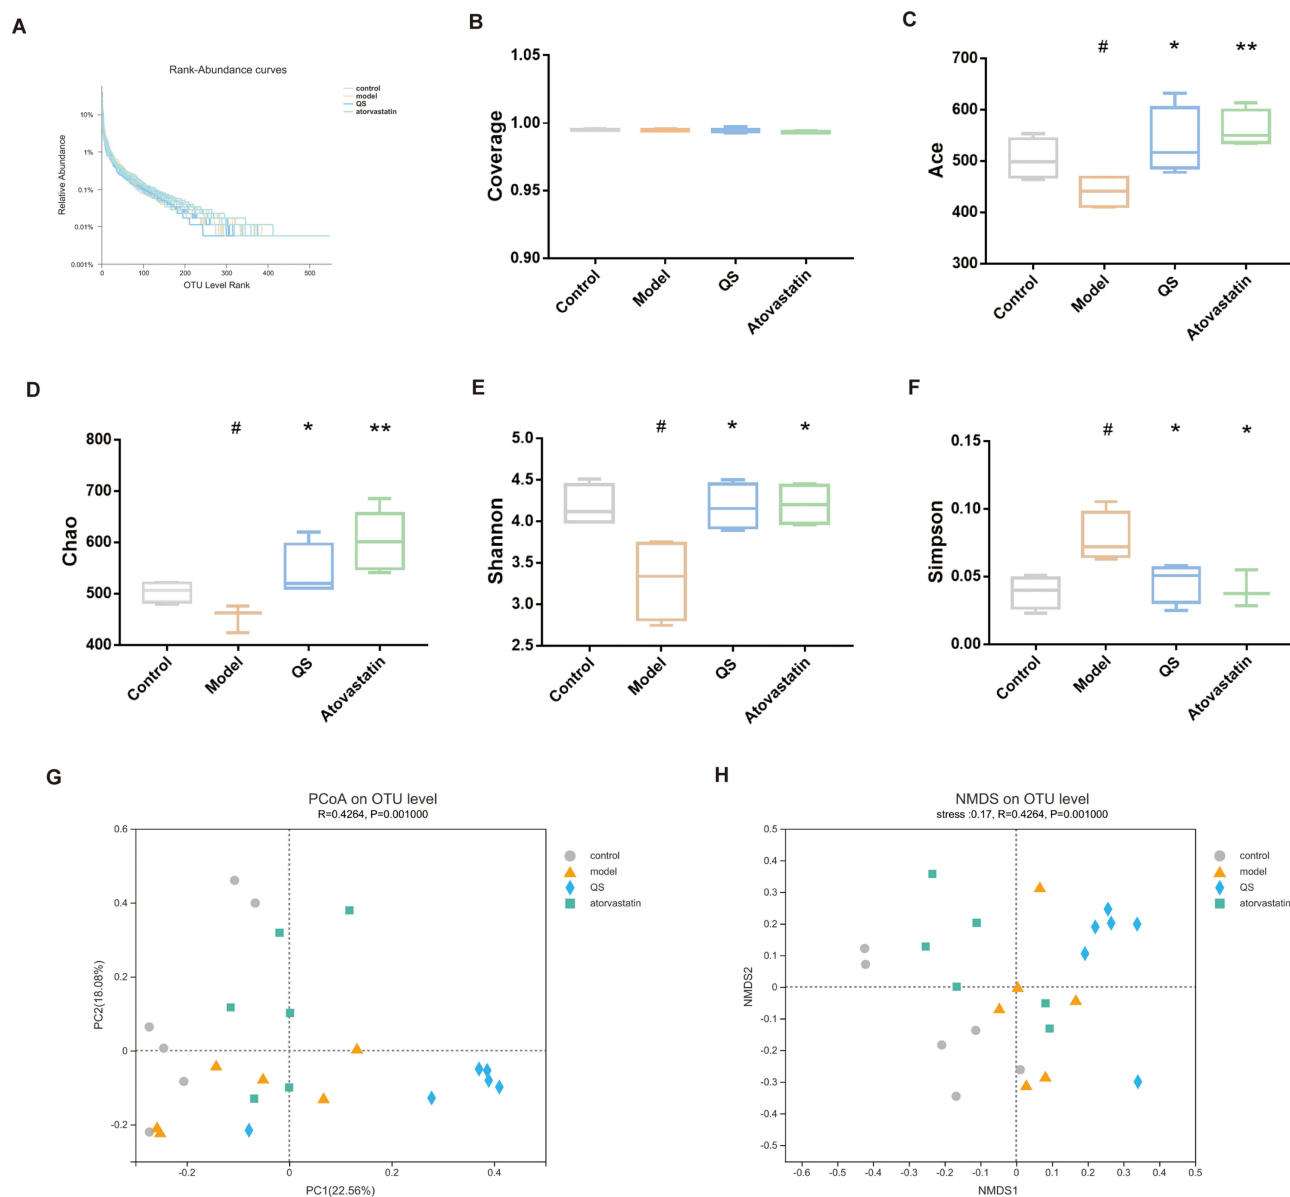 A
Rank-Abundance curves
control
model
QS
atorvastatin
10%
1%
0.1%
0.01%
0.001%
Relative Abundance
0 100 200 300 400 500
OTU Level Rank
B
1.05
1.00
0.95
0.90
Coverage
Control Model QS Atovastatin
C
# * **
700
600
500
400
300
Ace
Control Model QS Atovastatin
D
# * **
800
700
600
500
400
Chao
Control Model QS Atovastatin
E
# * *
5.0
4.5
4.0
3.5
3.0
2.5
Shannon
Control Model QS Atovastatin
F
# * *
0.15
0.10
0.05
0.00
Simpson
Control Model QS Atovastatin
G
PCoA on OTU level
R=0.4264, P=0.001000
control
model
QS
atorvastatin
0.6
0.4
0.2
0
-0.2
PC2(18.08%)
-0.2 0 0.2 0.4
PC1(22.56%)
H
NMDS on OTU level
stress :0.17, R=0.4264, P=0.001000
control
model
QS
atorvastatin
0.5
0.4
0.3
0.2
0.1
0
-0.1
-0.2
-0.3
-0.4
-0.5
NMDS2
-0.6 -0.5 -0.4 -0.3 -0.2 -0.1 0 0.1 0.2 0.3 0.4 0.5
NMDS1